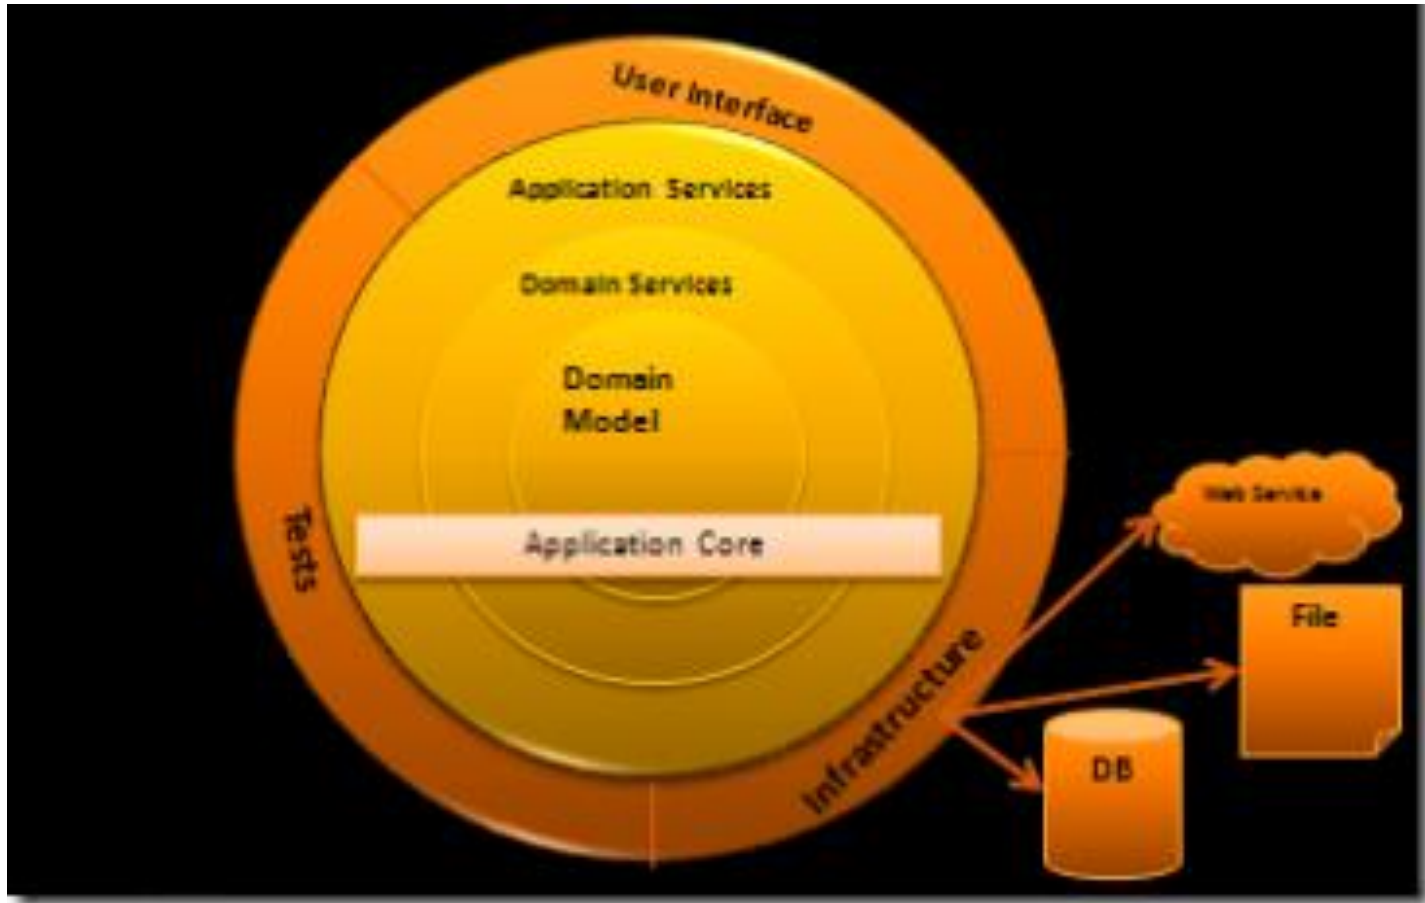 User Interface
Application Services
Domain Services
Domain
Model
Application Core
Tests
Infrastructure
Web Service
File
DB